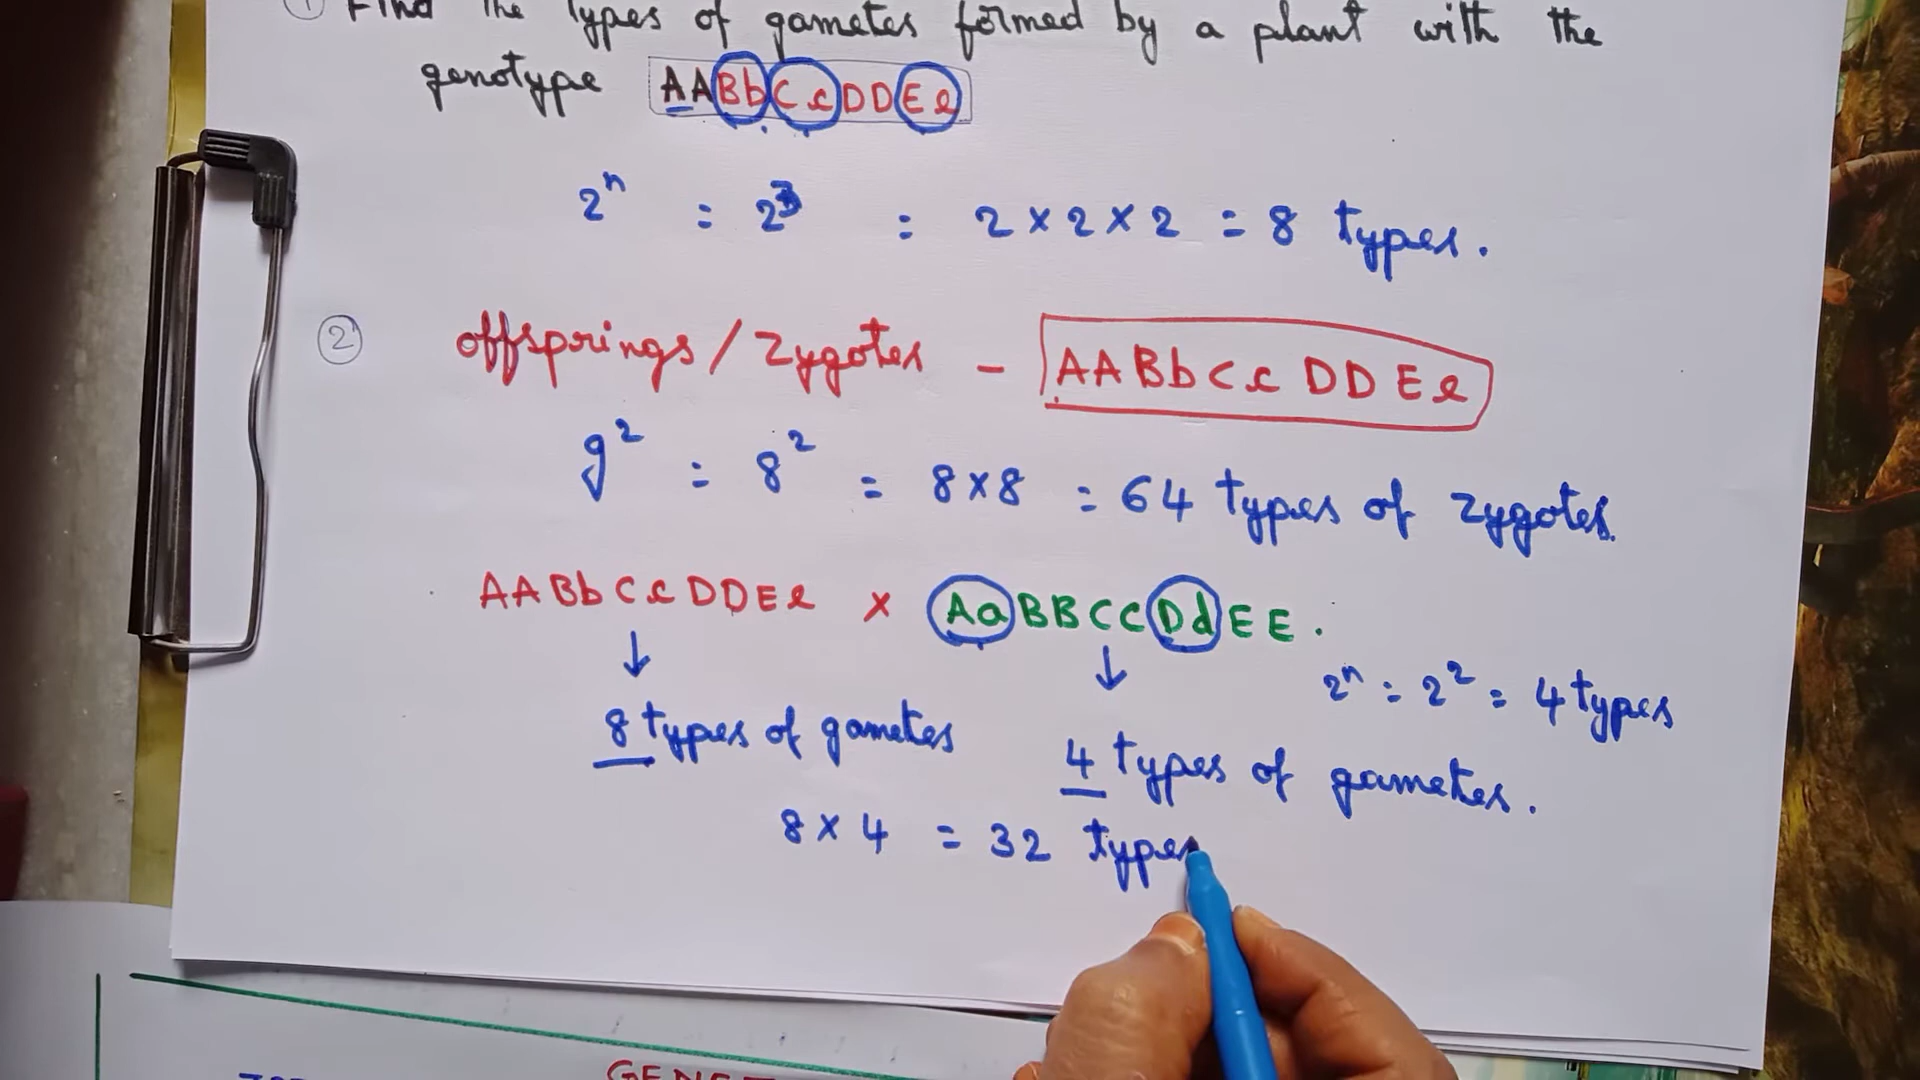 ① Find the types of gametes formed by a plant with the
genotype AABbCcDDEe
2ⁿ = 2³ = 2 × 2 × 2 = 8 types.
② offsprings / Zygotes - AABbCcDDEe
g² = 8² = 8×8 = 64 types of zygotes.
AABbCcDDEe × AaBBCCDdEE.
↓ ↓ 2ⁿ = 2² = 4 types
8 types of gametes
4 types of gametes.
8 × 4 = 32 types